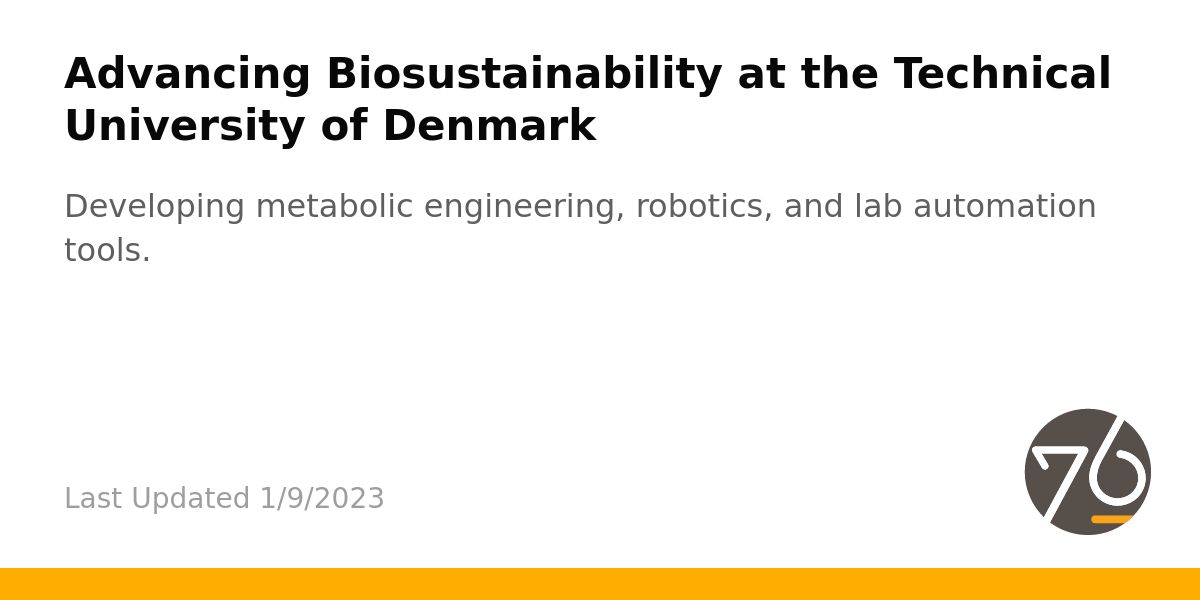 Advancing Biosustainability at the Technical
University of Denmark
Developing metabolic engineering, robotics, and lab automation
tools.
Last Updated 1/9/2023
76